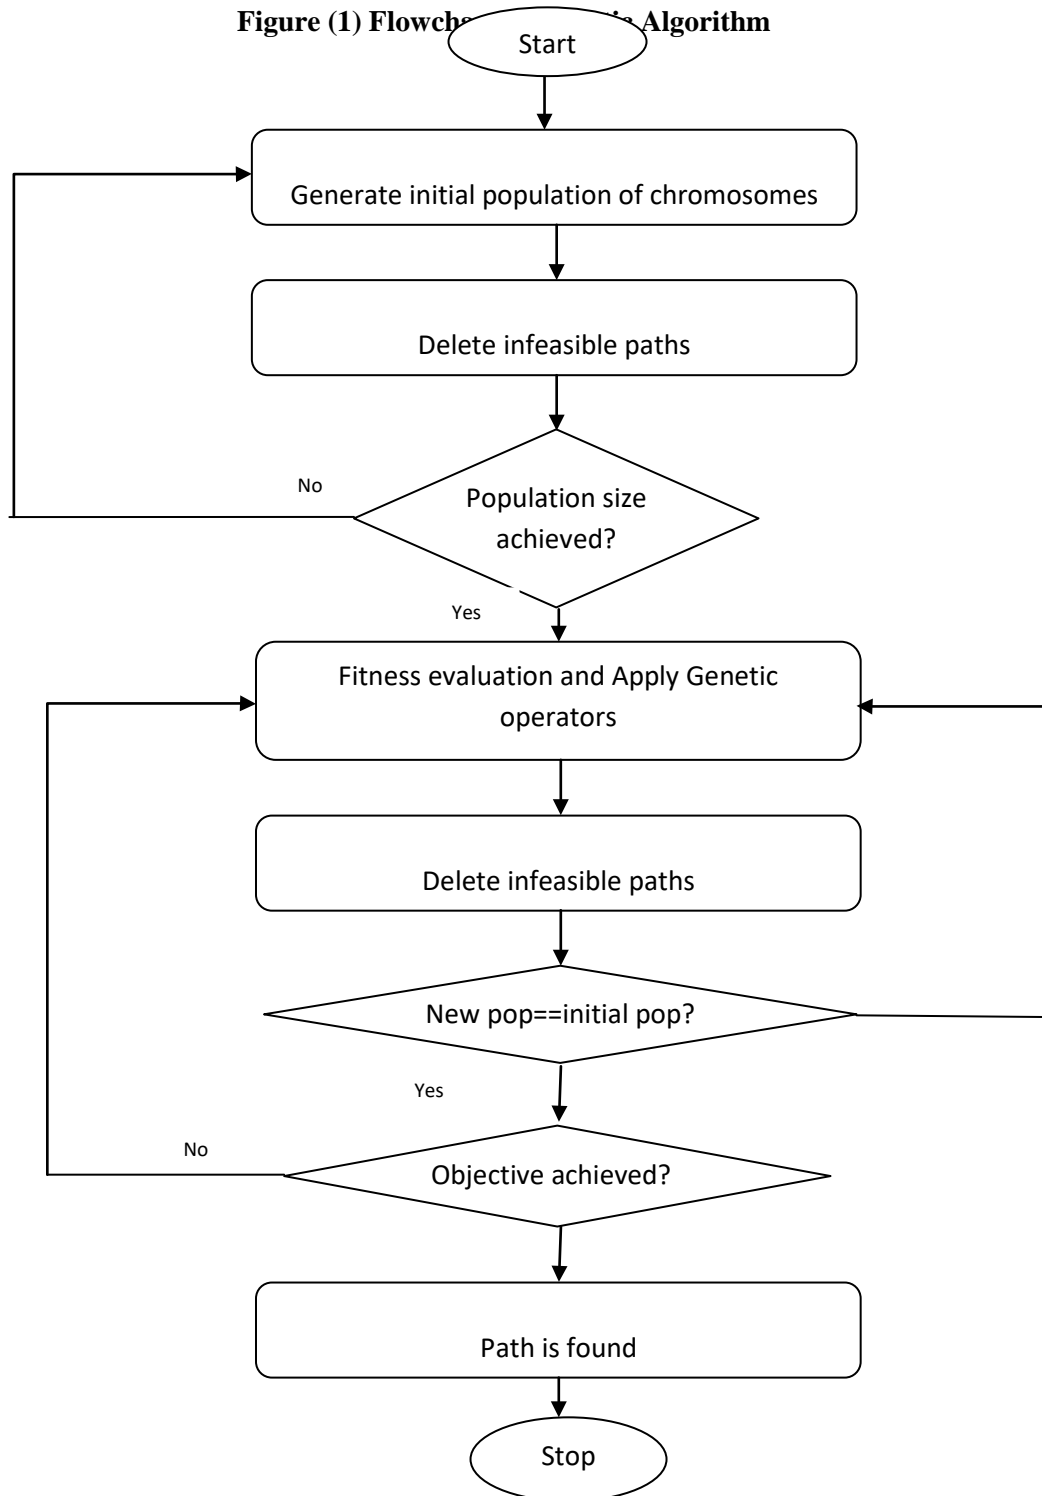 Figure (1) Flowcha Algorithm
Start
Generate initial population of chromosomes
Delete infeasible paths
No
Population size
achieved?
Yes
Fitness evaluation and Apply Genetic
operators
Delete infeasible paths
New pop==initial pop?
Yes
No
Objective achieved?
Path is found
Stop